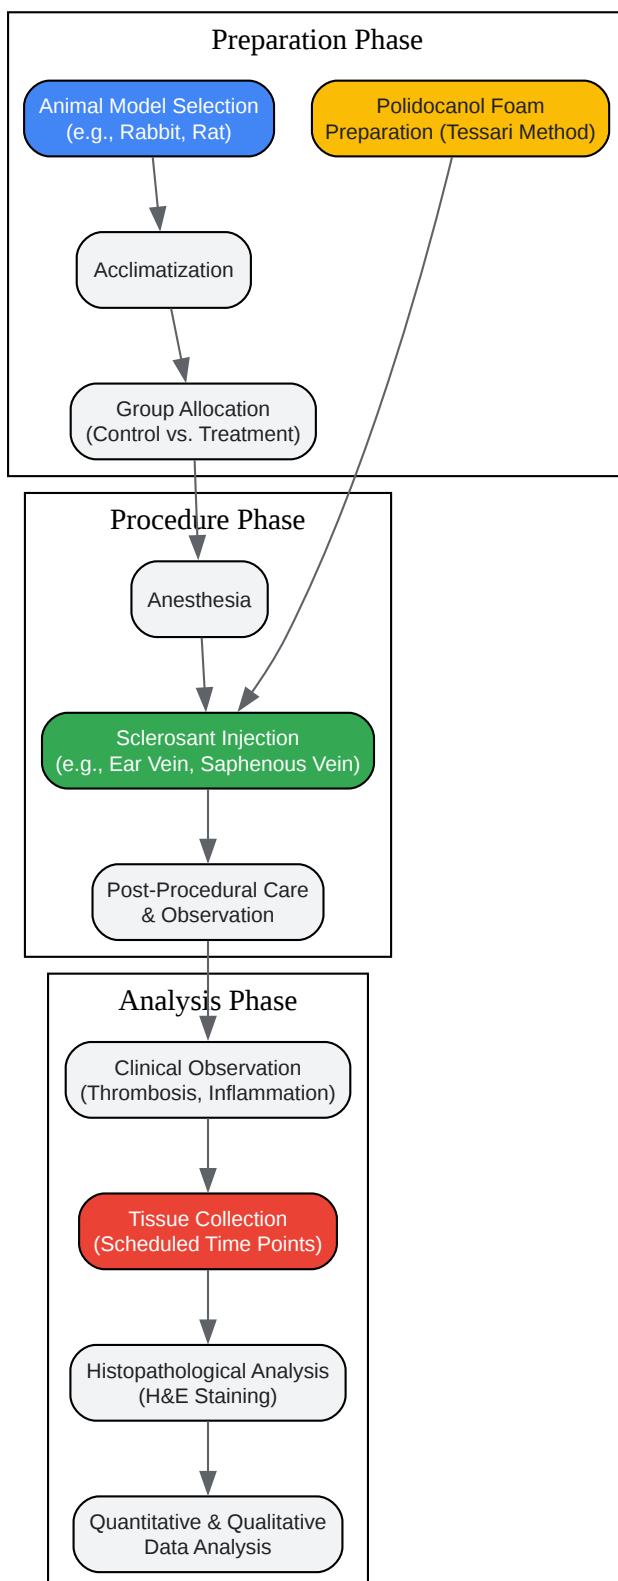 Preparation Phase
Animal Model Selection
(e.g., Rabbit, Rat)
Polidocanol Foam
Preparation (Tessari Method)
Acclimatization
Group Allocation
(Control vs. Treatment)
Procedure Phase
Anesthesia
Sclerosant Injection
(e.g., Ear Vein, Saphenous Vein)
Post-Procedural Care
& Observation
Analysis Phase
Clinical Observation
(Thrombosis, Inflammation)
Tissue Collection
(Scheduled Time Points)
Histopathological Analysis
(H&E Staining)
Quantitative & Qualitative
Data Analysis